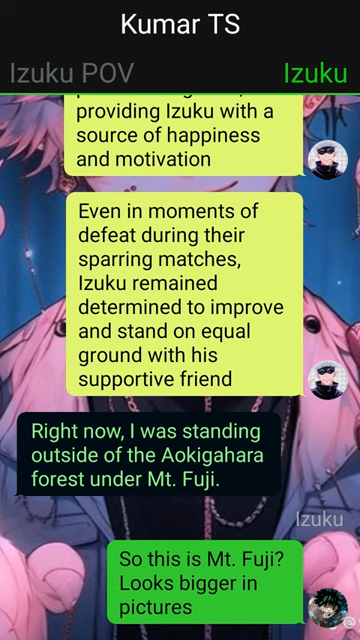 Kumar TS
Izuku POV
Izuku
providing Izuku with a
source of happiness
and motivation
Even in moments of
defeat during their
sparring matches,
Izuku remained
determined to improve
and stand on equal
ground with his
supportive friend
Right now, I was standing
outside of the Aokigahara
forest under Mt. Fuji.
Izuku
So this is Mt. Fuji?
Looks bigger in
pictures
@